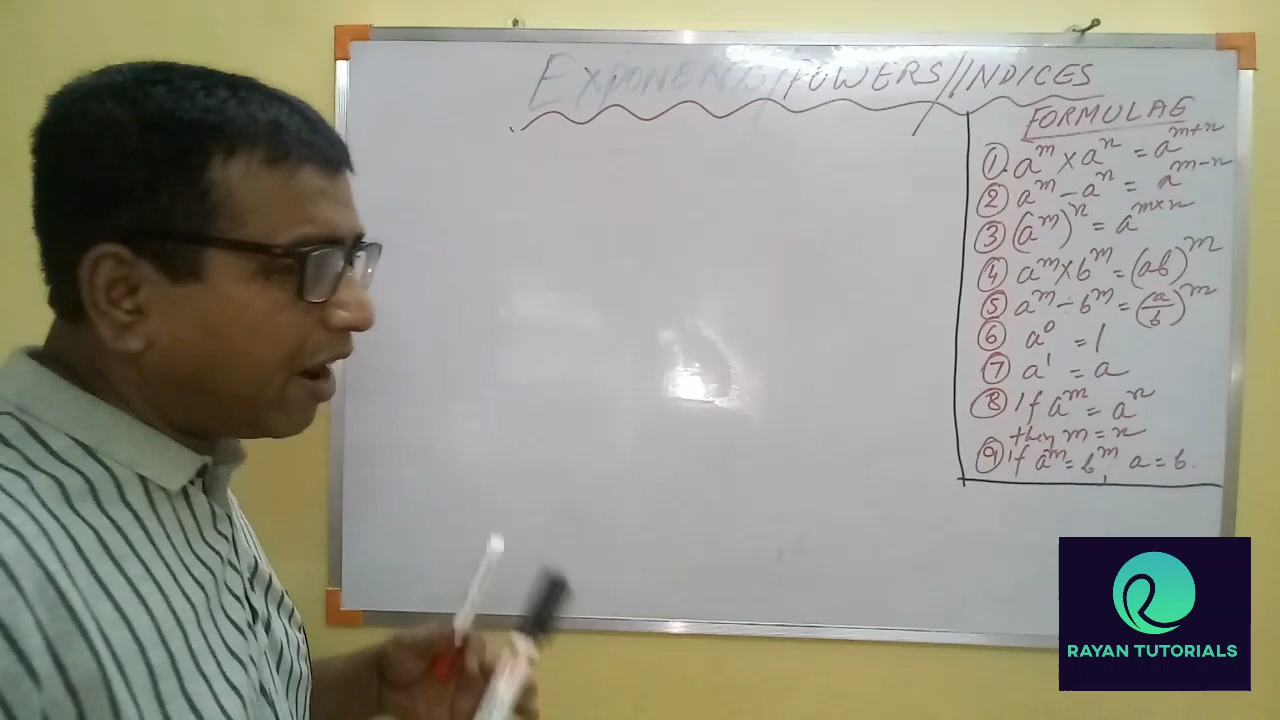 EXPONENTS/POWERS//INDICES
FORMULAE
① a^m × a^n = a^{m+n}
② a^m - a^n = a^{m-n}
③ (a^m)^n = a^{m×n}
④ a^m × b^m = (ab)^m
⑤ a^m ÷ b^m = (a/b)^m
⑥ a^0 = 1
⑦ a^1 = a
⑧ If a^m = a^n
then m = n
⑨ If a^m = b^m, a = b.
RAYAN TUTORIALS